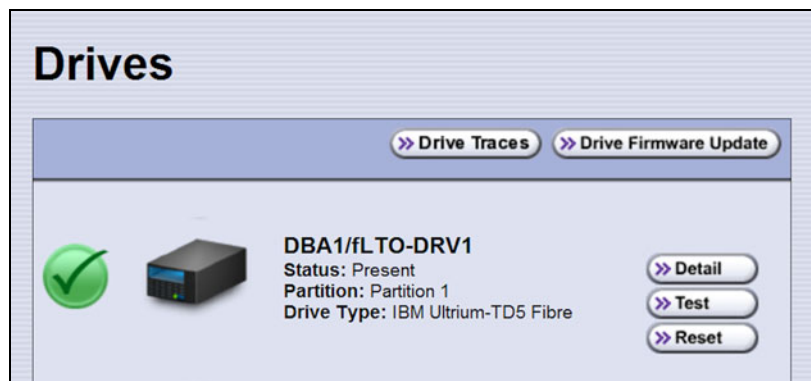 Drives
Drive Traces Drive Firmware Update
DBA1/fLTO-DRV1
Status: Present
Partition: Partition 1
Drive Type: IBM Ultrium-TD5 Fibre
Detail
Test
Reset